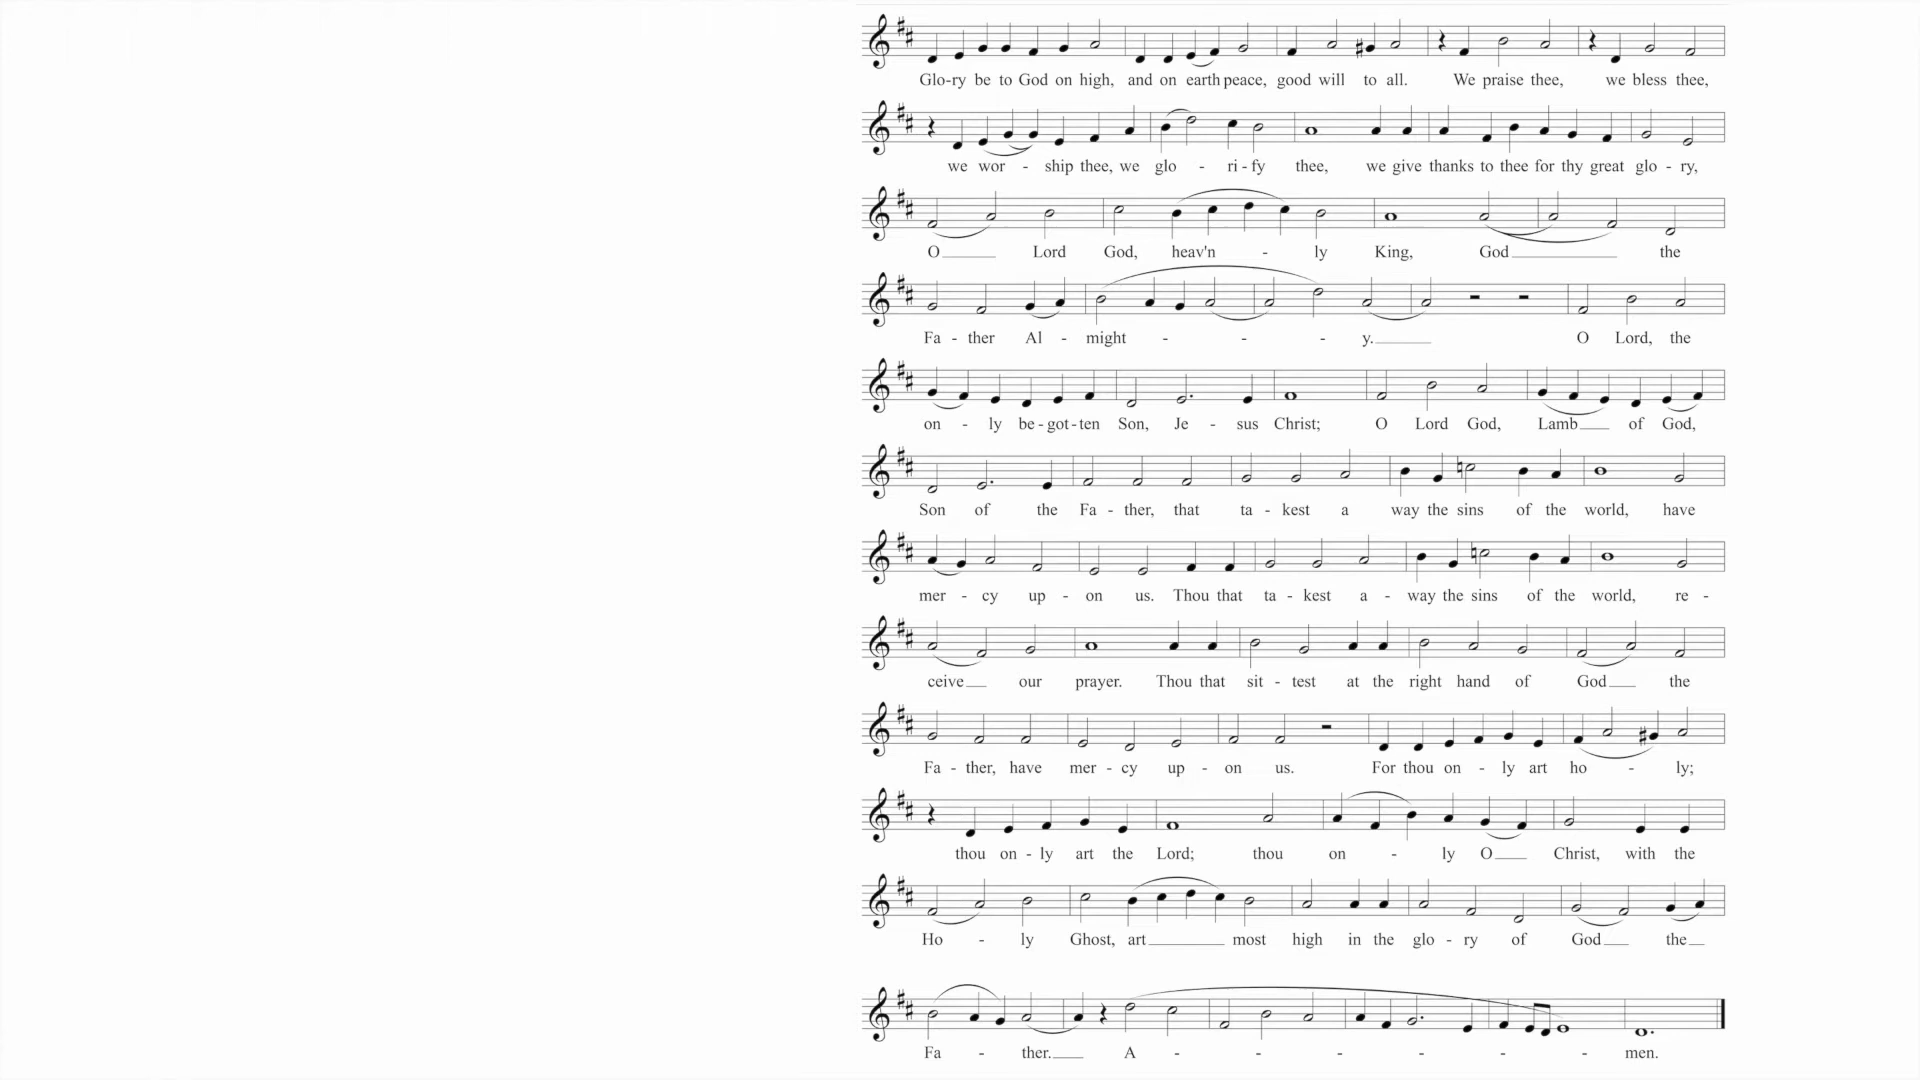 Glo-ry be to God on high, and on earth peace, good will to all. We praise thee, we bless thee,
we wor - ship thee, we glo - ri - fy thee, we give thanks to thee for thy great glo - ry,
O Lord God, heav'n - ly King, God the
Fa - ther Al - might - - - y. O Lord, the
on - ly be - got - ten Son, Je - sus Christ; O Lord God, Lamb of God,
Son of the Fa - ther, that ta - kest a way the sins of the world, have
mer - cy up - on us. Thou that ta - kest a - way the sins of the world, re -
ceive our prayer. Thou that sit - test at the right hand of God the
Fa - ther, have mer - cy up - on us. For thou on - ly art ho - ly;
thou on - ly art the Lord; thou on - ly O Christ, with the
Ho - ly Ghost, art most high in the glo - ry of God the
Fa - ther. A - - - - - - men.